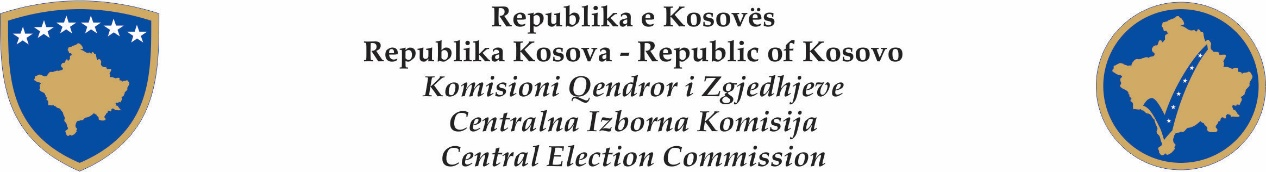 Republika e Kosovës
Republika Kosova - Republic of Kosovo
Komisioni Qendror i Zgjedhjeve
Centralna Izborna Komisija
Central Election Commission